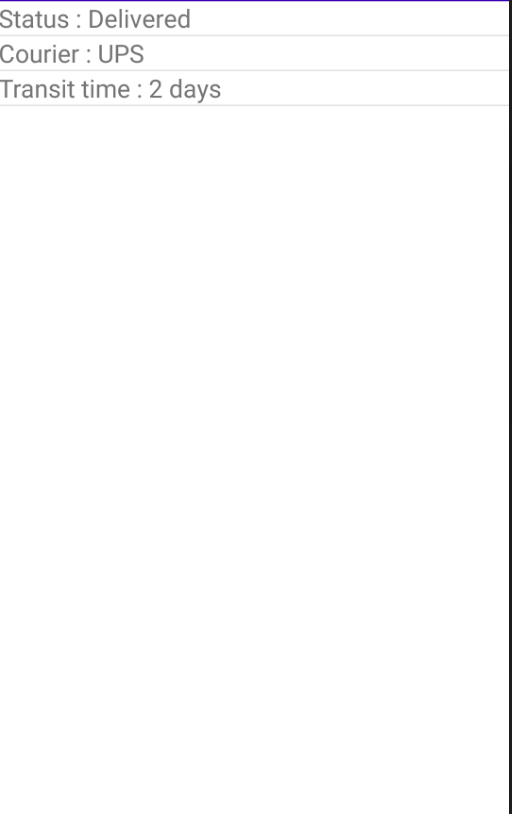 Status : Delivered
Courier : UPS
Transit time : 2 days